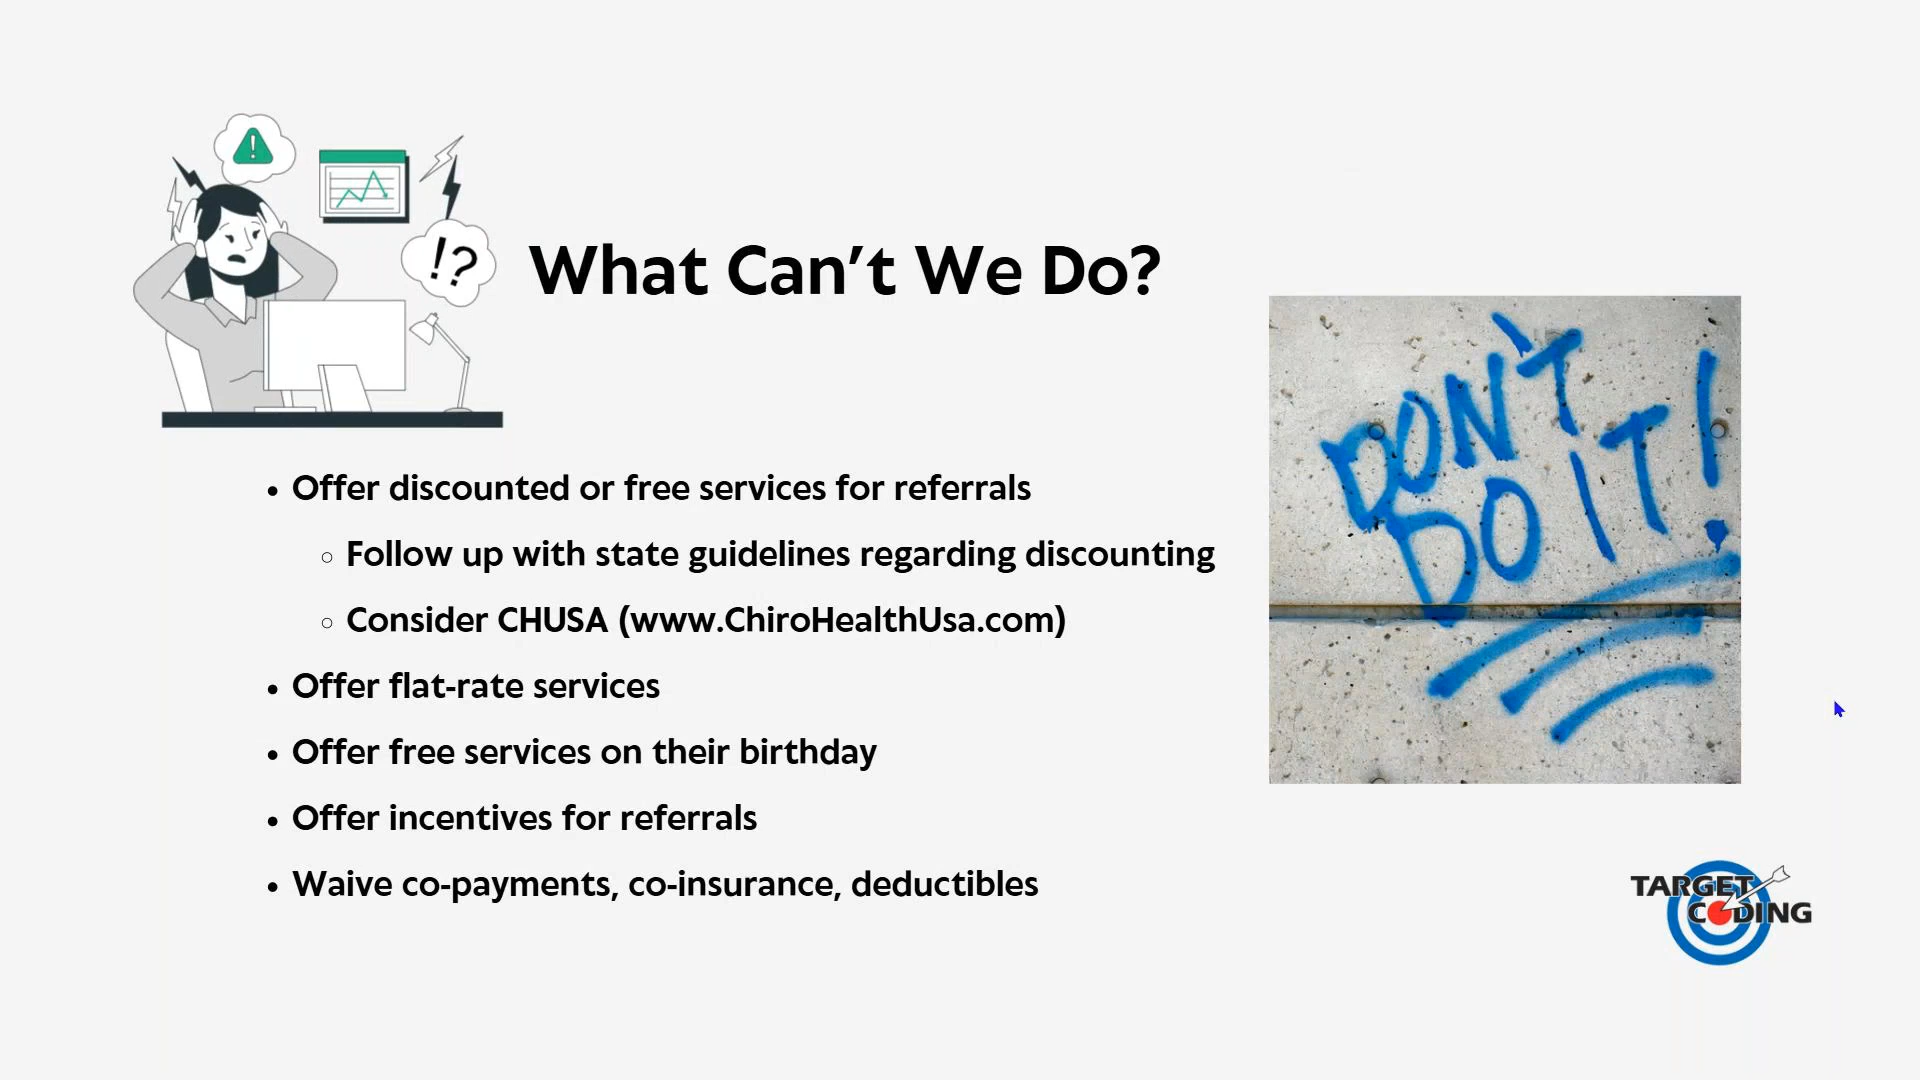 !
!?
What Can't We Do?
DON'T
DO IT!
• Offer discounted or free services for referrals
○ Follow up with state guidelines regarding discounting
○ Consider CHUSA (www.ChiroHealthUsa.com)
• Offer flat-rate services
• Offer free services on their birthday
• Offer incentives for referrals
• Waive co-payments, co-insurance, deductibles
TARGET
CODING